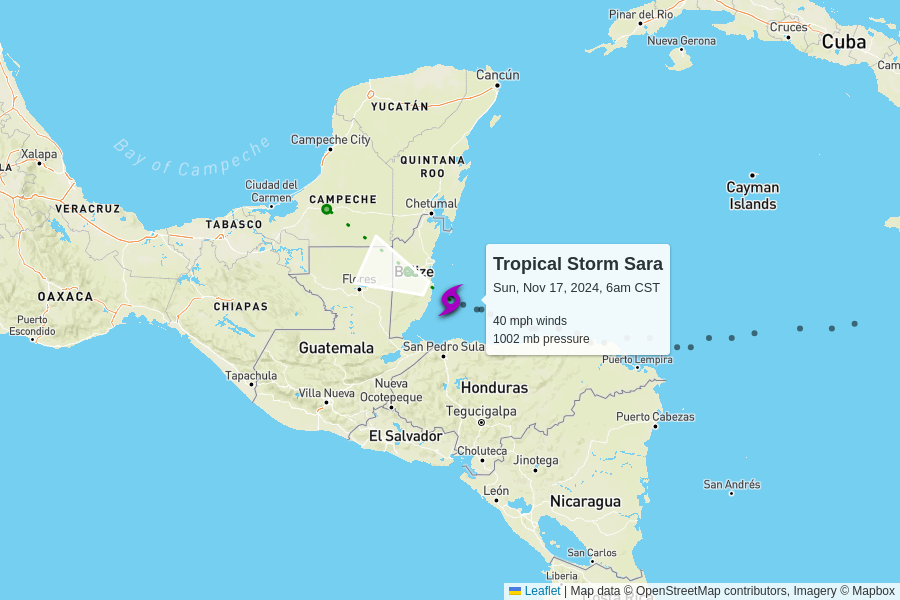 Pinar del Río
Cruces
Nueva Gerona
Cuba
Cam
Cancún
YUCATÁN
Bay of Campeche
Campeche City
Xalapa
LA
QUINTANA
ROO
Ciudad del
Carmen
CAMPECHE
Chetumal
Cayman
Islands
VERACRUZ
TABASCO
Tropical Storm Sara
Sun, Nov 17, 2024, 6am CST
40 mph winds
1002 mb pressure
Belize
Flores
OAXACA
CHIAPAS
Puerto
Escondido
Guatemala
San Pedro Sula
Puerto Lempira
Tapachula
Nueva
Ocotepeque
Honduras
Villa Nueva
Tegucigalpa
Puerto Cabezas
El Salvador
Choluteca
Jinotega
León
San Andrés
Nicaragua
San Carlos
Liberia
Costa Rica
Leaflet | Map data © OpenStreetMap contributors, Imagery © Mapbox